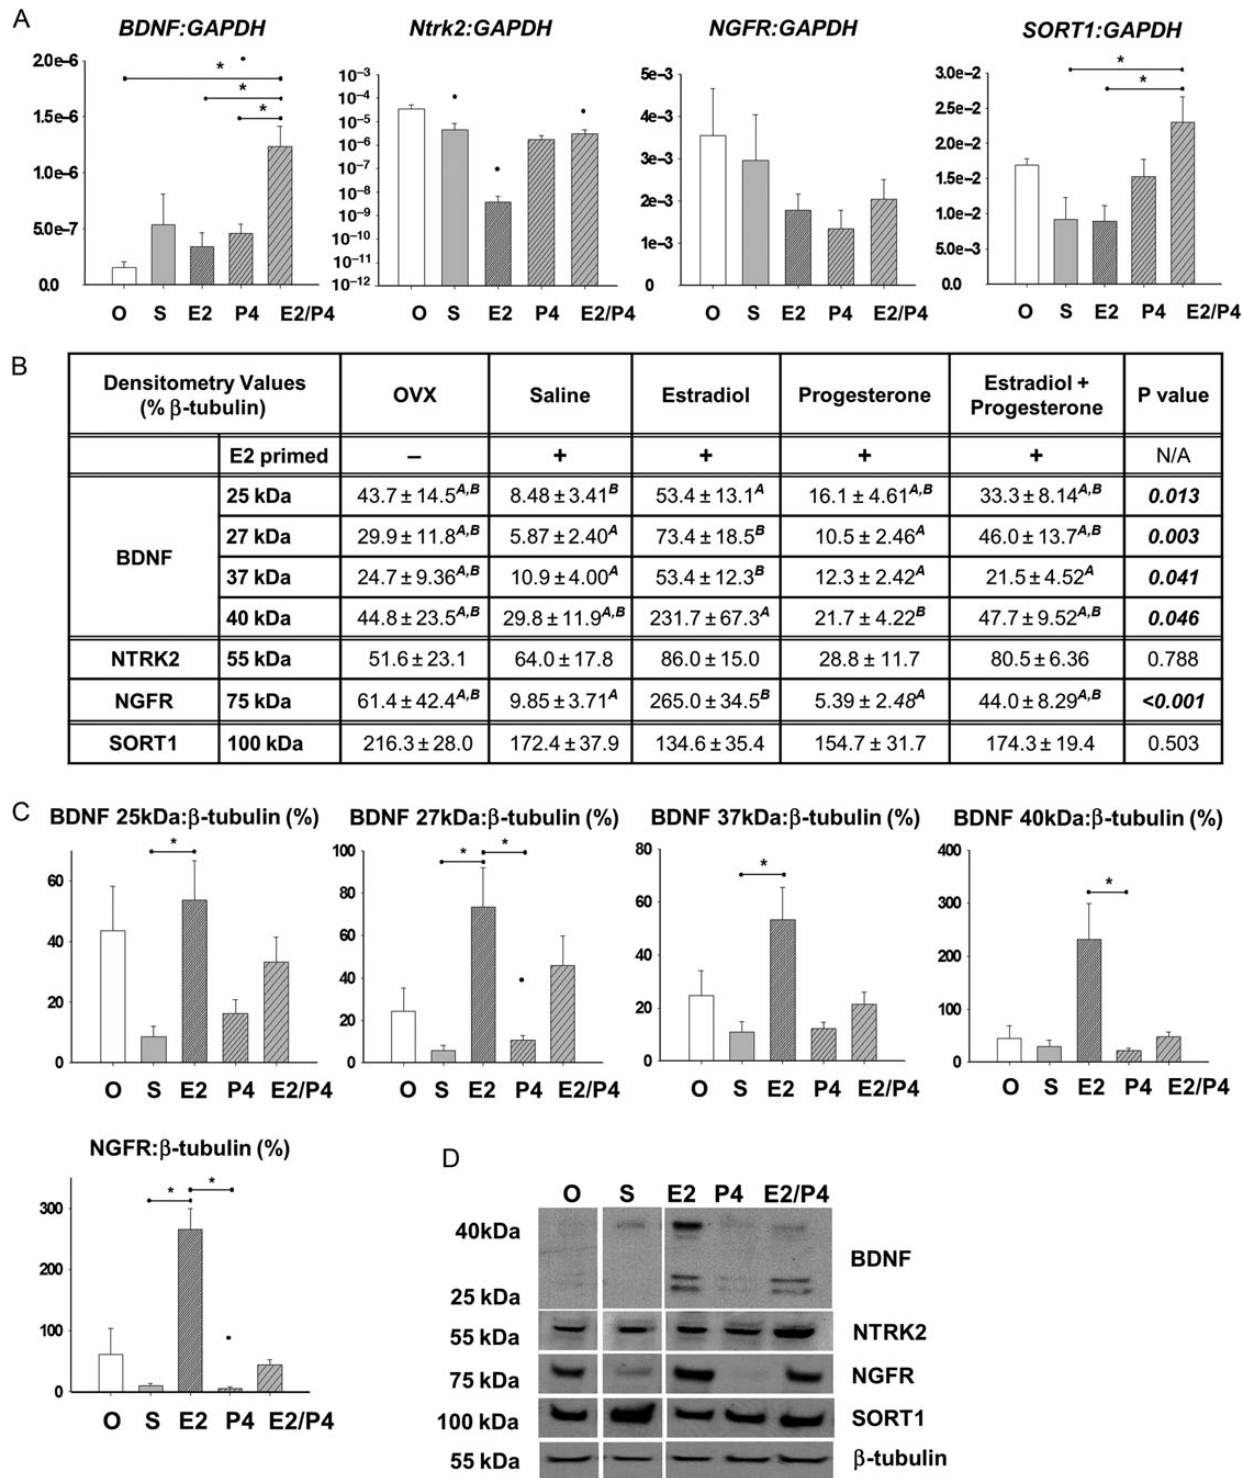 A
BDNF:GAPDH
Ntrk2:GAPDH
NGFR:GAPDH
SORT1:GAPDH
2.0e–6
1.5e–6
1.0e–6
5.0e–7
0.0
* * *
O S E2 P4 E2/P4
10–3
10–4
10–5
10–6
10–7
10–8
10–9
10–10
10–11
10–12
O S E2 P4 E2/P4
5e–3
4e–3
3e–3
2e–3
1e–3
0
O S E2 P4 E2/P4
3.0e–2
2.5e–2
2.0e–2
1.5e–2
1.0e–2
5.0e–3
0.0
* *
O S E2 P4 E2/P4
B
Densitometry Values (% β-tubulin) OVX Saline Estradiol Progesterone Estradiol + Progesterone P value
E2 primed – + + + + N/A
BDNF
25 kDa 43.7 ± 14.5A,B 8.48 ± 3.41B 53.4 ± 13.1A 16.1 ± 4.61A,B 33.3 ± 8.14A,B 0.013
27 kDa 29.9 ± 11.8A,B 5.87 ± 2.40A 73.4 ± 18.5B 10.5 ± 2.46A 46.0 ± 13.7A,B 0.003
37 kDa 24.7 ± 9.36A,B 10.9 ± 4.00A 53.4 ± 12.3B 12.3 ± 2.42A 21.5 ± 4.52A 0.041
40 kDa 44.8 ± 23.5A,B 29.8 ± 11.9A,B 231.7 ± 67.3A 21.7 ± 4.22B 47.7 ± 9.52A,B 0.046
NTRK2 55 kDa 51.6 ± 23.1 64.0 ± 17.8 86.0 ± 15.0 28.8 ± 11.7 80.5 ± 6.36 0.788
NGFR 75 kDa 61.4 ± 42.4A,B 9.85 ± 3.71A 265.0 ± 34.5B 5.39 ± 2.48A 44.0 ± 8.29A,B <0.001
SORT1 100 kDa 216.3 ± 28.0 172.4 ± 37.9 134.6 ± 35.4 154.7 ± 31.7 174.3 ± 19.4 0.503
C
BDNF 25kDa:β-tubulin (%)
BDNF 27kDa:β-tubulin (%)
BDNF 37kDa:β-tubulin (%)
BDNF 40kDa:β-tubulin (%)
60
40
20
0
*
O S E2 P4 E2/P4
100
80
60
40
20
0
* *
O S E2 P4 E2/P4
80
60
40
20
0
*
O S E2 P4 E2/P4
400
300
200
100
0
*
O S E2 P4 E2/P4
NGFR:β-tubulin (%)
300
200
100
0
* *
O S E2 P4 E2/P4
D
O S E2 P4 E2/P4
40kDa
BDNF
25 kDa
55 kDa NTRK2
75 kDa NGFR
100 kDa SORT1
55 kDa β-tubulin